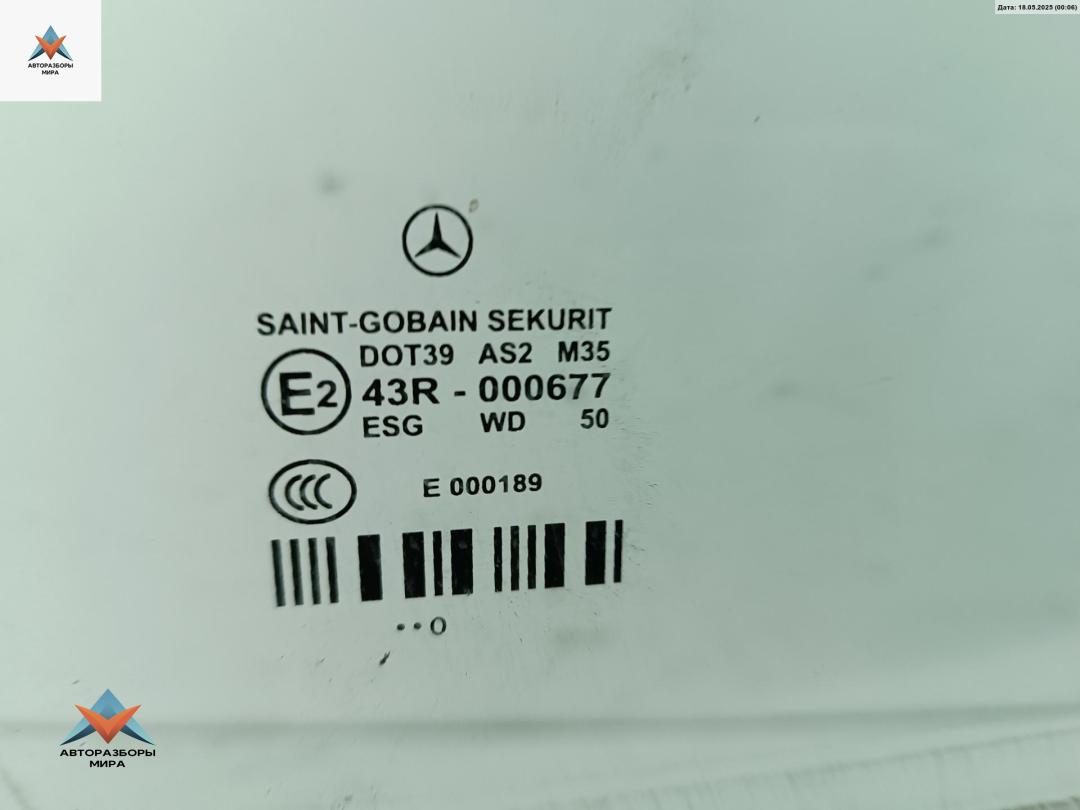 Дата: 18.05.2025 (00:06)
АВТОРАЗБОРЫ
МИРА
SAINT-GOBAIN SEKURIT
DOT39 AS2 M35
E2 43R - 000677
ESG WD 50
CCC E 000189
••O
АВТОРАЗБОРЫ
МИРА